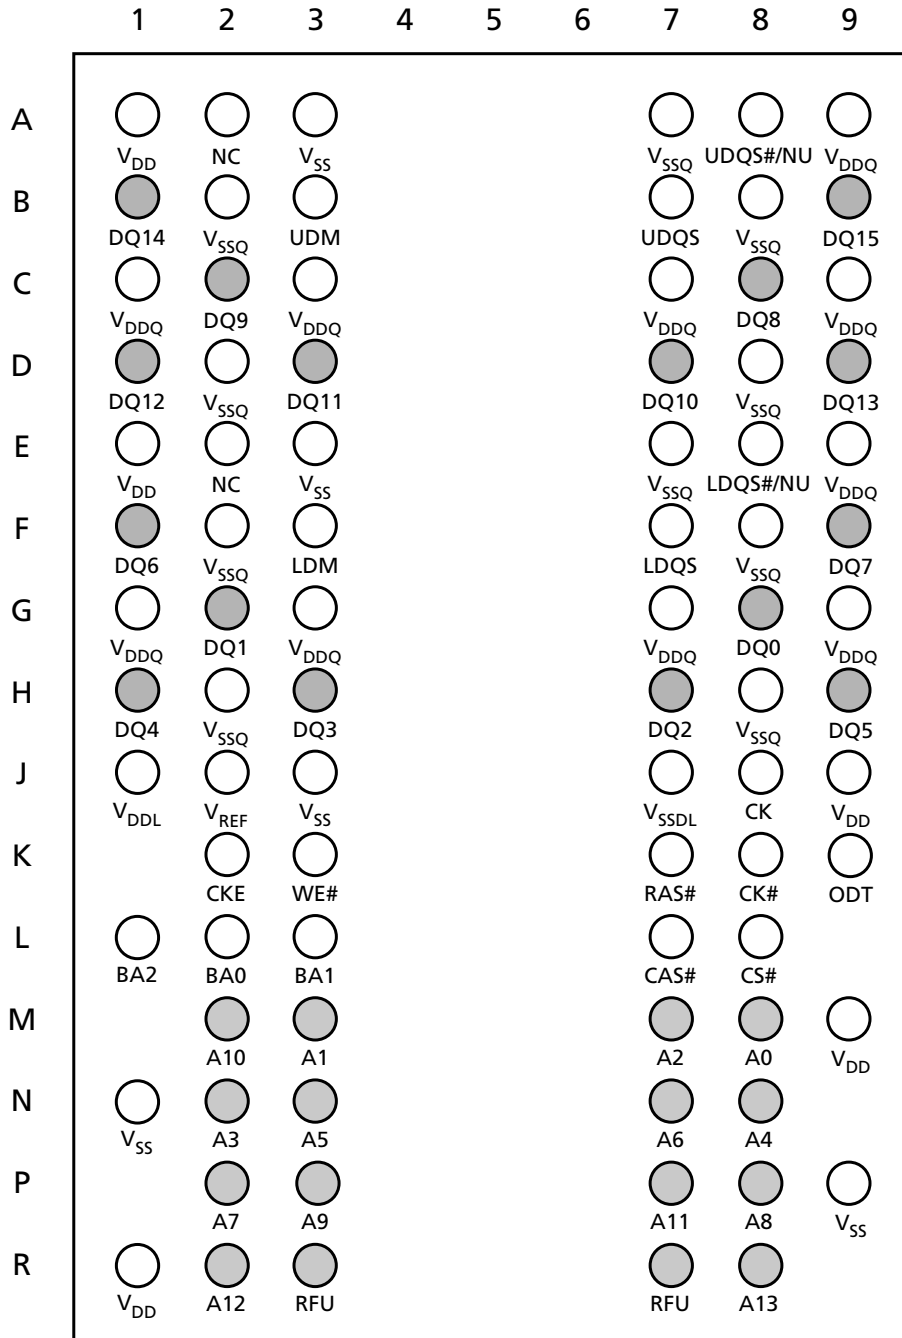 1 2 3 4 5 6 7 8 9
A
VDD NC VSS VSSQ UDQS#/NU VDDQ
B
DQ14 VSSQ UDM UDQS VSSQ DQ15
C
VDDQ DQ9 VDDQ VDDQ DQ8 VDDQ
D
DQ12 VSSQ DQ11 DQ10 VSSQ DQ13
E
VDD NC VSS VSSQ LDQS#/NU VDDQ
F
DQ6 VSSQ LDM LDQS VSSQ DQ7
G
VDDQ DQ1 VDDQ VDDQ DQ0 VDDQ
H
DQ4 VSSQ DQ3 DQ2 VSSQ DQ5
J
VDDL VREF VSS VSSDL CK VDD
K
CKE WE# RAS# CK# ODT
L
BA2 BA0 BA1 CAS# CS#
M
A10 A1 A2 A0 VDD
N
VSS A3 A5 A6 A4
P
A7 A9 A11 A8 VSS
R
VDD A12 RFU RFU A13